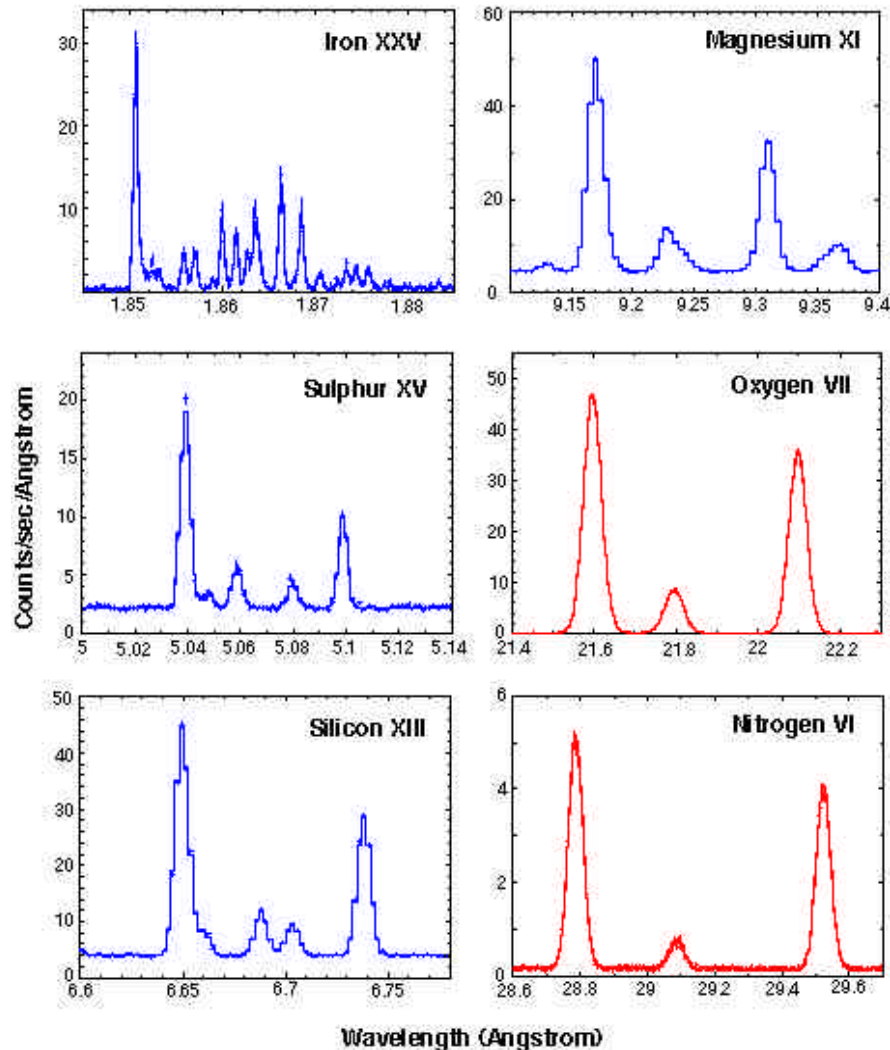 Iron XXV
30
20
10
1.85 1.86 1.87 1.88
Magnesium XI
60
50
40
20
0
9.15 9.2 9.25 9.3 9.35 9.4
Sulphur XV
20
15
10
5
0
5 5.02 5.04 5.06 5.08 5.1 5.12 5.14
Oxygen VII
50
40
30
20
10
0
21.4 21.6 21.8 22 22.2
Silicon XIII
50
40
30
20
10
0
6.6 6.65 6.7 6.75
Nitrogen VI
6
4
2
0
28.6 28.8 29 29.2 29.4 29.6
Counts/sec/Angstrom
Wavelength (Angstrom)